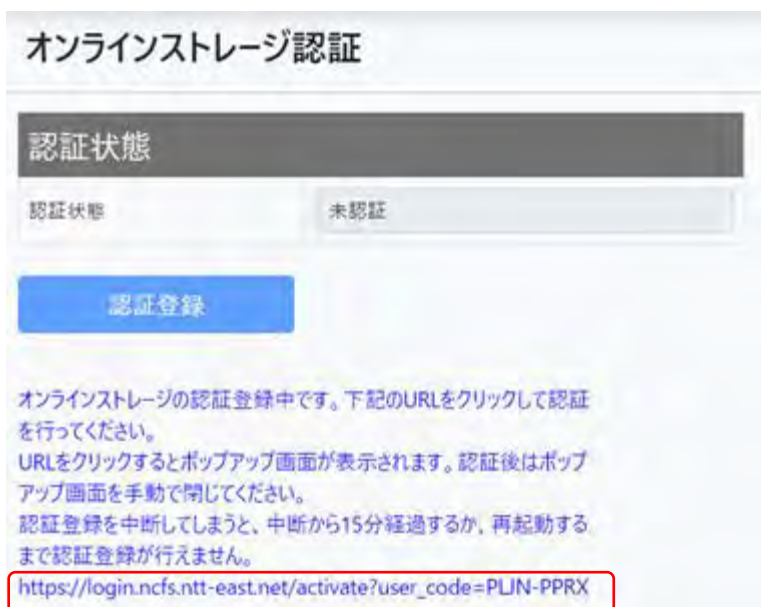 オンラインストレージ認証
認証状態
認証状態 未認証
認証登録
オンラインストレージの認証登録中です。下記のURLをクリックして認証
を行ってください。
URLをクリックするとポップアップ画面が表示されます。認証後はポップ
アップ画面を手動で閉じてください。
認証登録を中断してしまうと、中断から15分経過するか、再起動する
まで認証登録が行えません。
https://login.ncfs.ntt-east.net/activate?user_code=PLJN-PPRX